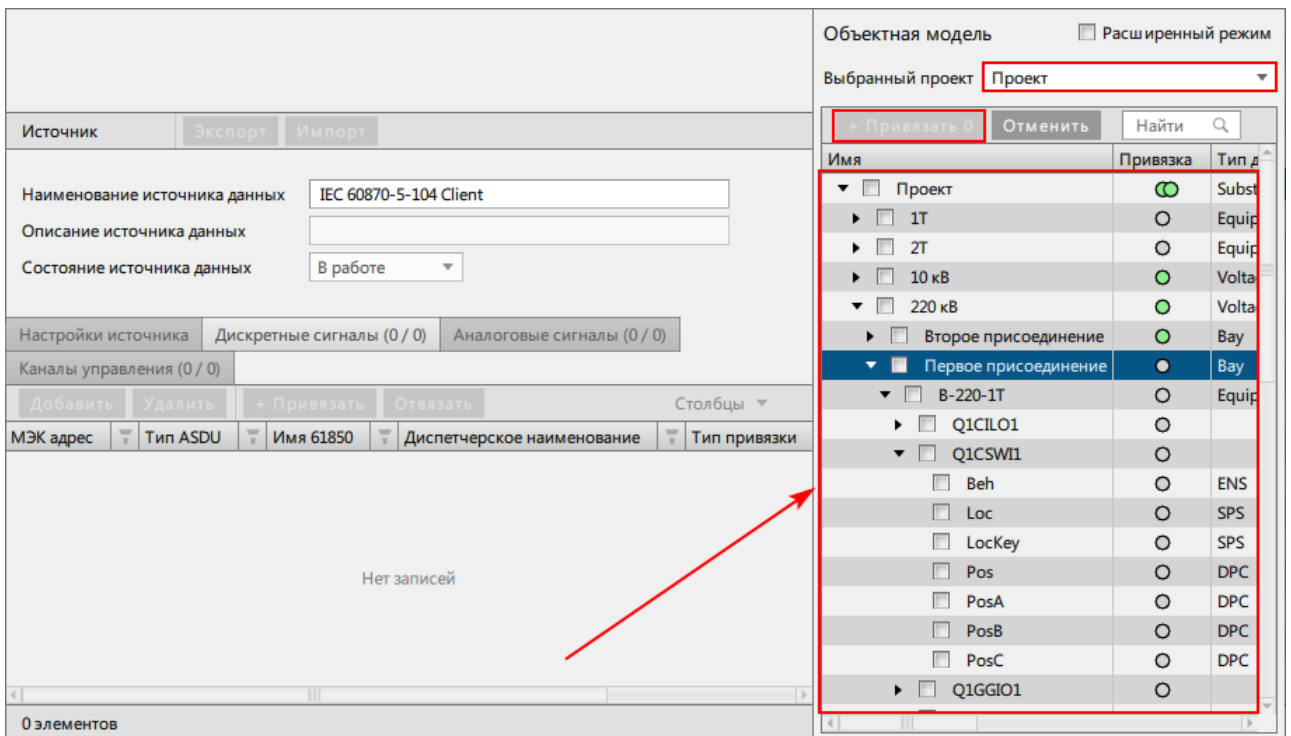 Объектная модель
Расширенный режим
Выбранный проект Проект
Источник Экспорт Импорт
+ Привязать 0 Отменить Найти
Имя Привязка Тип д
Наименование источника данных IEC 60870-5-104 Client
Описание источника данных
Состояние источника данных В работе
Настройки источника Дискретные сигналы (0 / 0) Аналоговые сигналы (0 / 0)
Каналы управления (0 / 0)
Добавить Удалить + Привязать Отвязать Столбцы
МЭК адрес Тип ASDU Имя 61850 Диспетчерское наименование Тип привязки
Нет записей
0 элементов
Проект Subst
1Т Equip
2Т Equip
10 кВ Volta
220 кВ Volta
Второе присоединение Bay
Первое присоединение Bay
В-220-1Т Equip
Q1CILO1
Q1CSWI1
Beh ENS
Loc SPS
LocKey SPS
Pos DPC
PosA DPC
PosB DPC
PosC DPC
Q1GGIO1